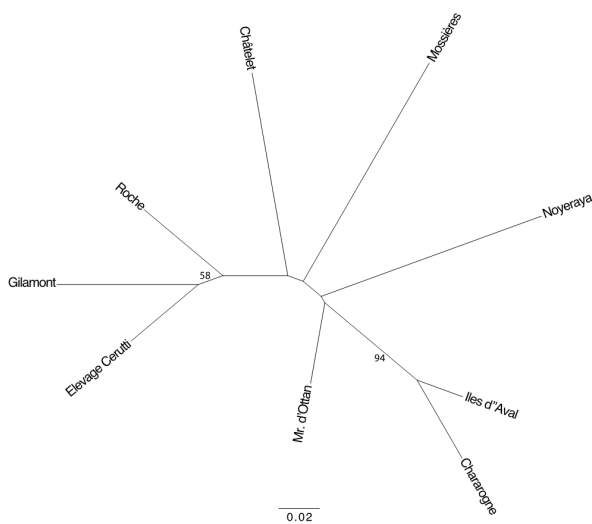 Châtelet
Mossières
Roche
Noyeraya
58
Gilamont
Elevage Cerutti
94
Mr. d'Ottan
Iles d"Aval
Chararogne
0.02